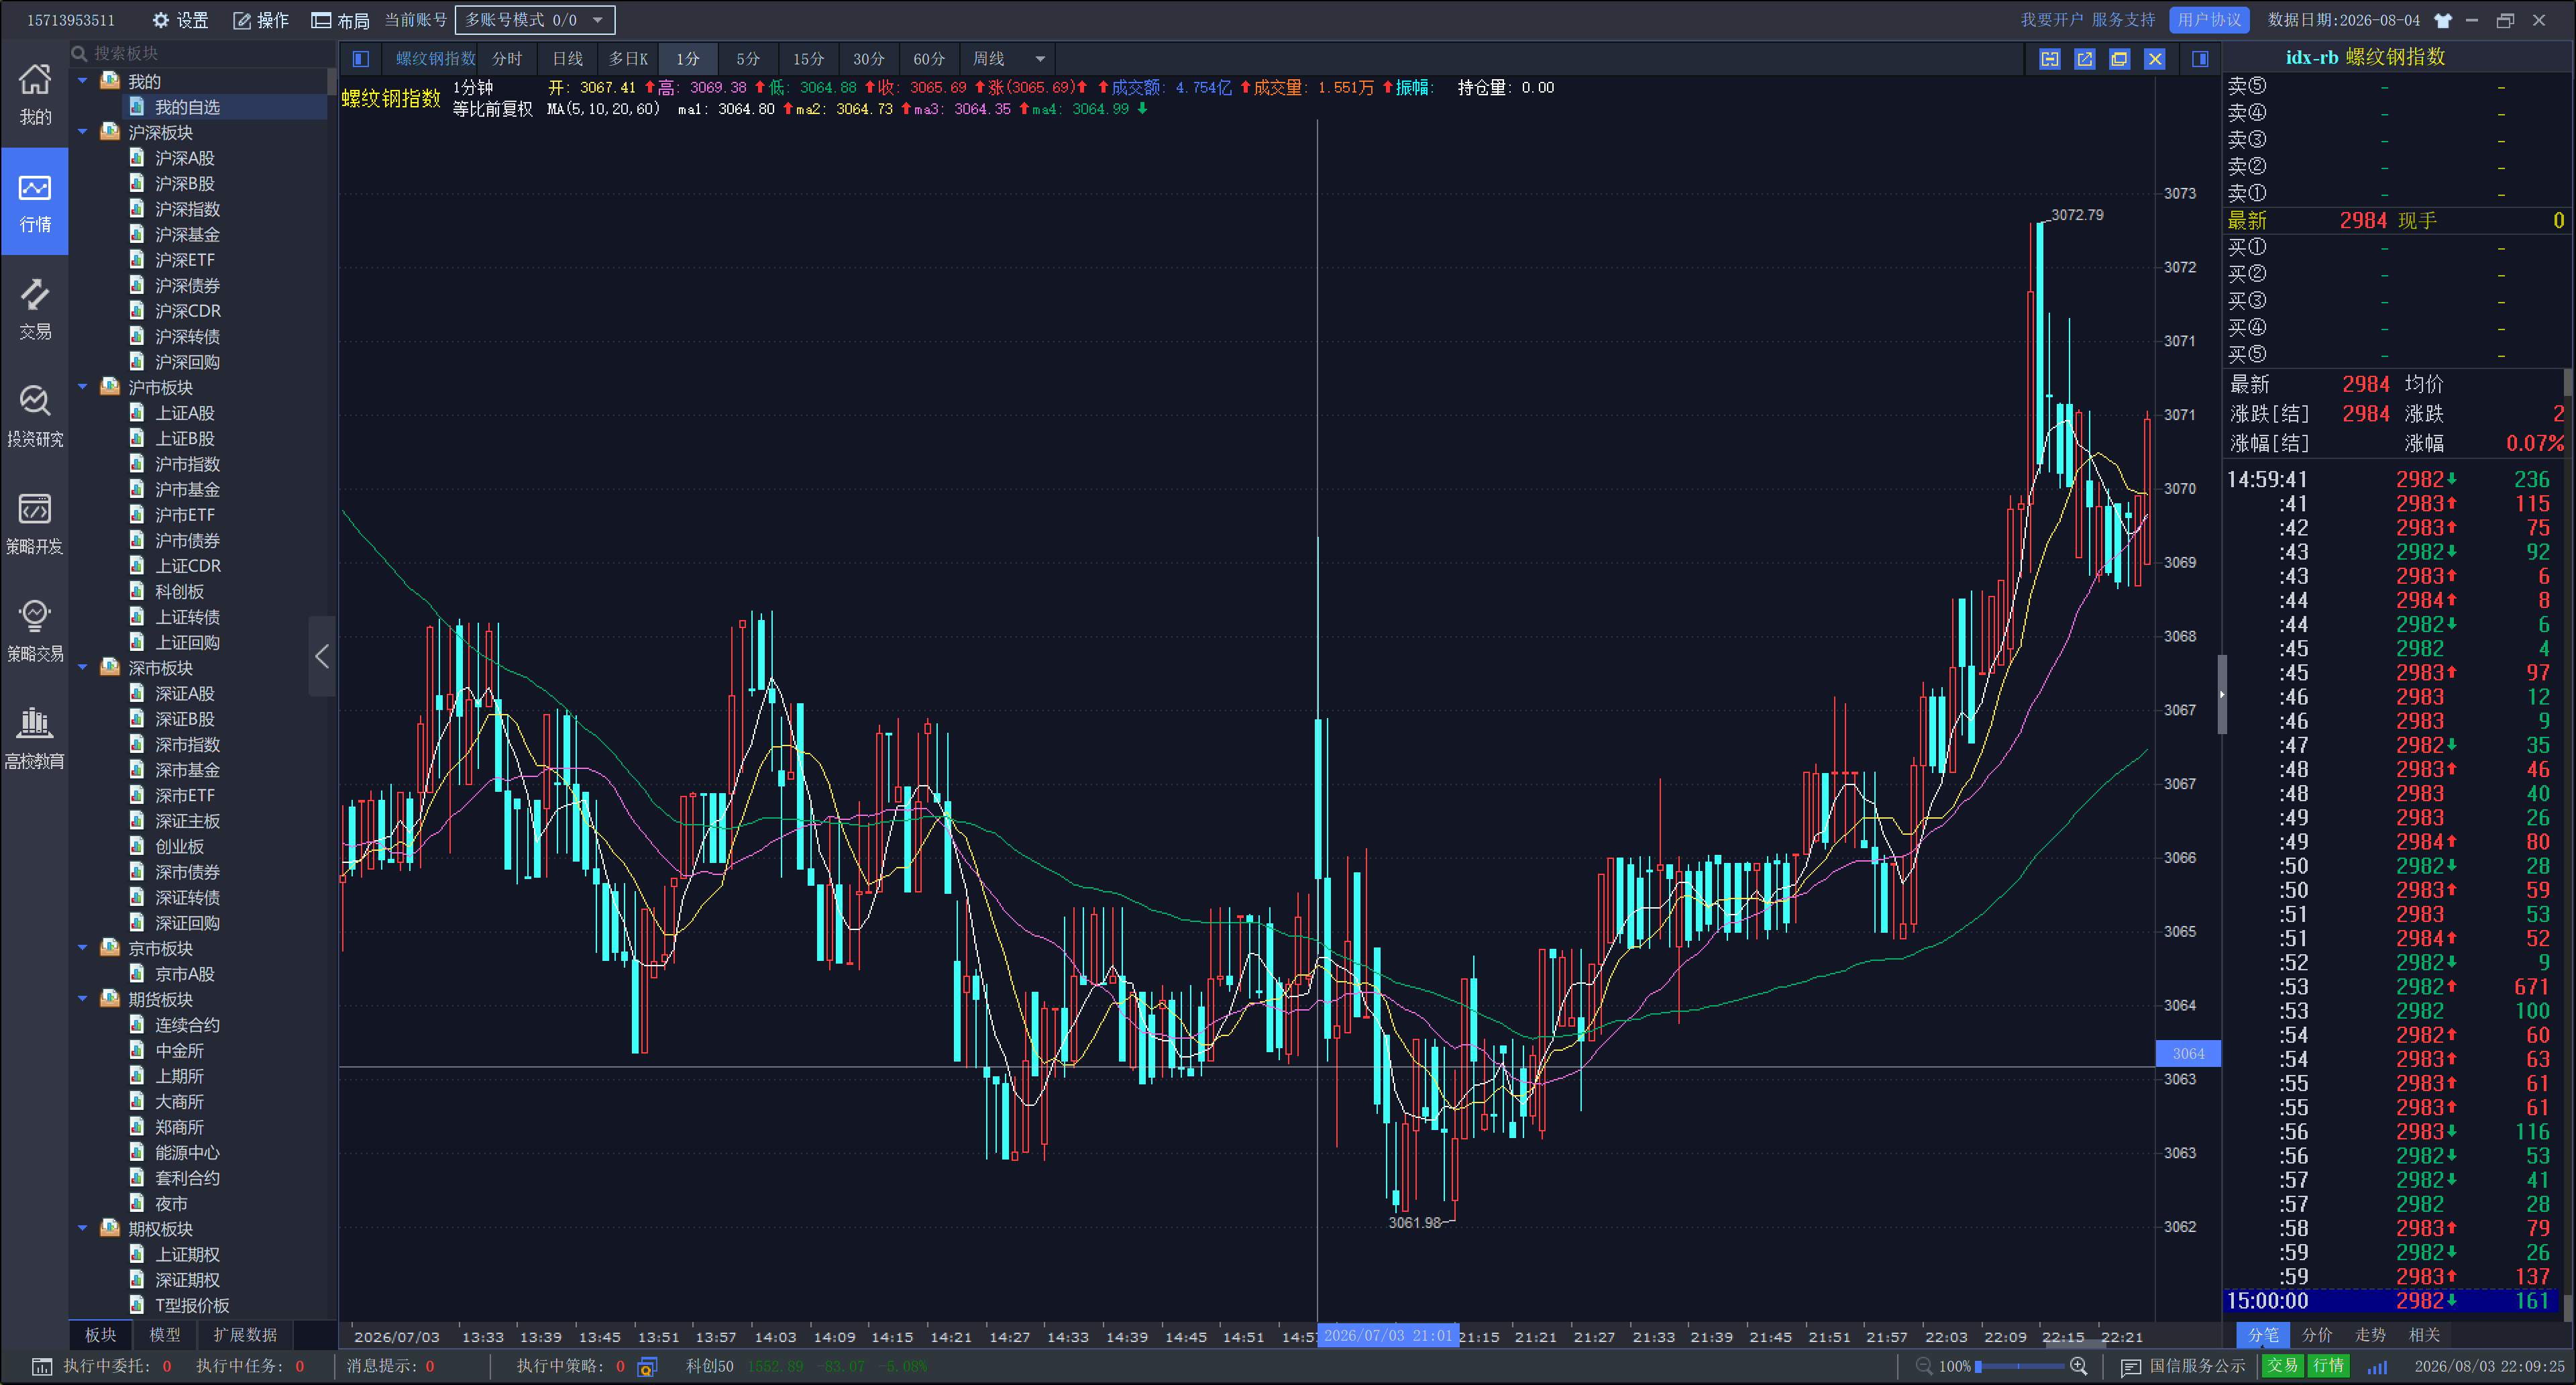 15713953511 设置 操作 布局 当前账号 多账号模式 0/0 我要开户 服务支持 用户协议 数据日期:2026-08-04
搜索板块
我的
行情
交易
投资研究
策略开发
策略交易
高校教育
我的
我的自选
沪深板块
沪深A股
沪深B股
沪深指数
沪深基金
沪深ETF
沪深债券
沪深CDR
沪深转债
沪深回购
沪市板块
上证A股
上证B股
沪市指数
沪市基金
沪市ETF
沪市债券
上证CDR
科创板
上证转债
上证回购
深市板块
深证A股
深证B股
深市指数
深市基金
深市ETF
深证主板
创业板
深市债券
深证转债
深证回购
京市板块
京市A股
期货板块
连续合约
中金所
上期所
大商所
郑商所
能源中心
套利合约
夜市
期权板块
上证期权
深证期权
T型报价板
板块 模型 扩展数据
螺纹钢指数 分时 日线 多日K 1分 5分 15分 30分 60分 周线
螺纹钢指数
1分钟 开: 3067.41 ↑高: 3069.38 ↑低: 3064.88 ↑收: 3065.69 ↑涨(3065.69)↑ ↑成交额: 4.754亿 ↑成交量: 1.551万 ↑振幅: 持仓量: 0.00
等比前复权 MA(5,10,20,60) ma1: 3064.80 ↑ma2: 3064.73 ↑ma3: 3064.35 ↑ma4: 3064.99 ↓
3072.79
3061.98
3073
3072
3071
3071
3070
3069
3068
3067
3067
3066
3065
3064
3064
3063
3063
3062
2026/07/03 13:33 13:39 13:45 13:51 13:57 14:03 14:09 14:15 14:21 14:27 14:33 14:39 14:45 14:51 14:5 2026/07/03 21:01 21:15 21:21 21:27 21:33 21:39 21:45 21:51 21:57 22:03 22:09 22:15 22:21
idx-rb 螺纹钢指数
卖⑤ - -
卖④ - -
卖③ - -
卖② - -
卖① - -
最新 2984 现手 0
买① - -
买② - -
买③ - -
买④ - -
买⑤ - -
最新 2984 均价
涨跌[结] 2984 涨跌 2
涨幅[结] 涨幅 0.07%
14:59:41 2982↓ 236
:41 2983↑ 115
:42 2983↑ 75
:43 2982↓ 92
:43 2983↑ 6
:44 2984↑ 8
:44 2982↓ 6
:45 2982 4
:45 2983↑ 97
:46 2983 12
:46 2983 9
:47 2982↓ 35
:48 2983↑ 46
:48 2983 40
:49 2983 26
:49 2984↑ 80
:50 2982↓ 28
:50 2983↑ 59
:51 2983 53
:51 2984↑ 52
:52 2982↓ 9
:53 2982↑ 671
:53 2982 100
:54 2982↑ 60
:54 2983↑ 63
:55 2983↑ 61
:55 2983↑ 61
:56 2983↓ 116
:56 2982↓ 53
:57 2982↓ 41
:57 2982 28
:58 2983↑ 79
:59 2982↓ 26
:59 2983↑ 137
15:00:00 2982↓ 161
分笔 分价 走势 相关
执行中委托: 0 执行中任务: 0 消息提示: 0 执行中策略: 0 科创50 1552.89 -83.07 -5.08% 100% 国信服务公示 交易 行情 2026/08/03 22:09:25